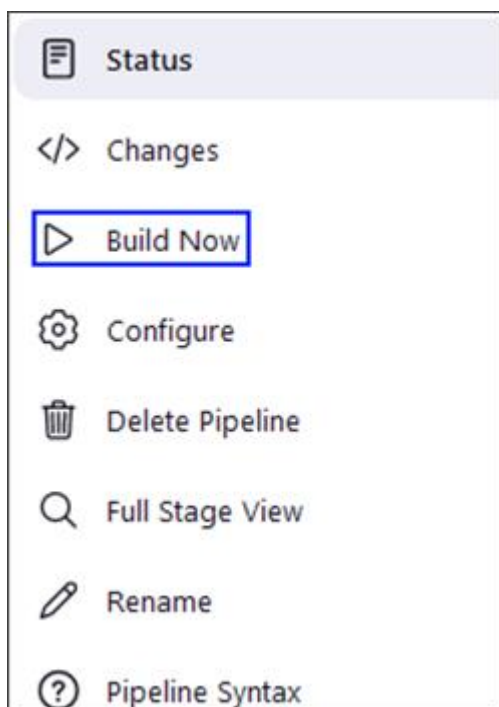 Status
Changes
Build Now
Configure
Delete Pipeline
Full Stage View
Rename
Pipeline Syntax